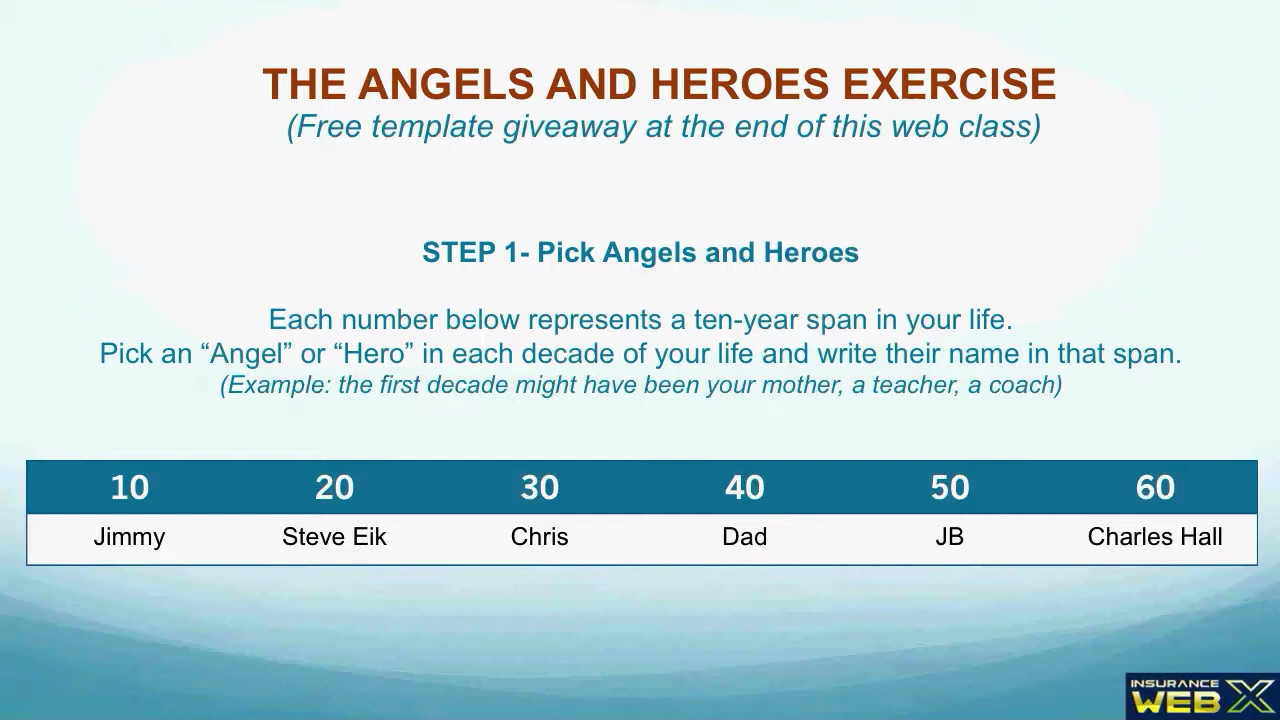 THE ANGELS AND HEROES EXERCISE
(Free template giveaway at the end of this web class)
STEP 1- Pick Angels and Heroes
Each number below represents a ten-year span in your life.
Pick an “Angel” or “Hero” in each decade of your life and write their name in that span.
(Example: the first decade might have been your mother, a teacher, a coach)
10 20 30 40 50 60
Jimmy Steve Eik Chris Dad JB Charles Hall
INSURANCE
WEB X